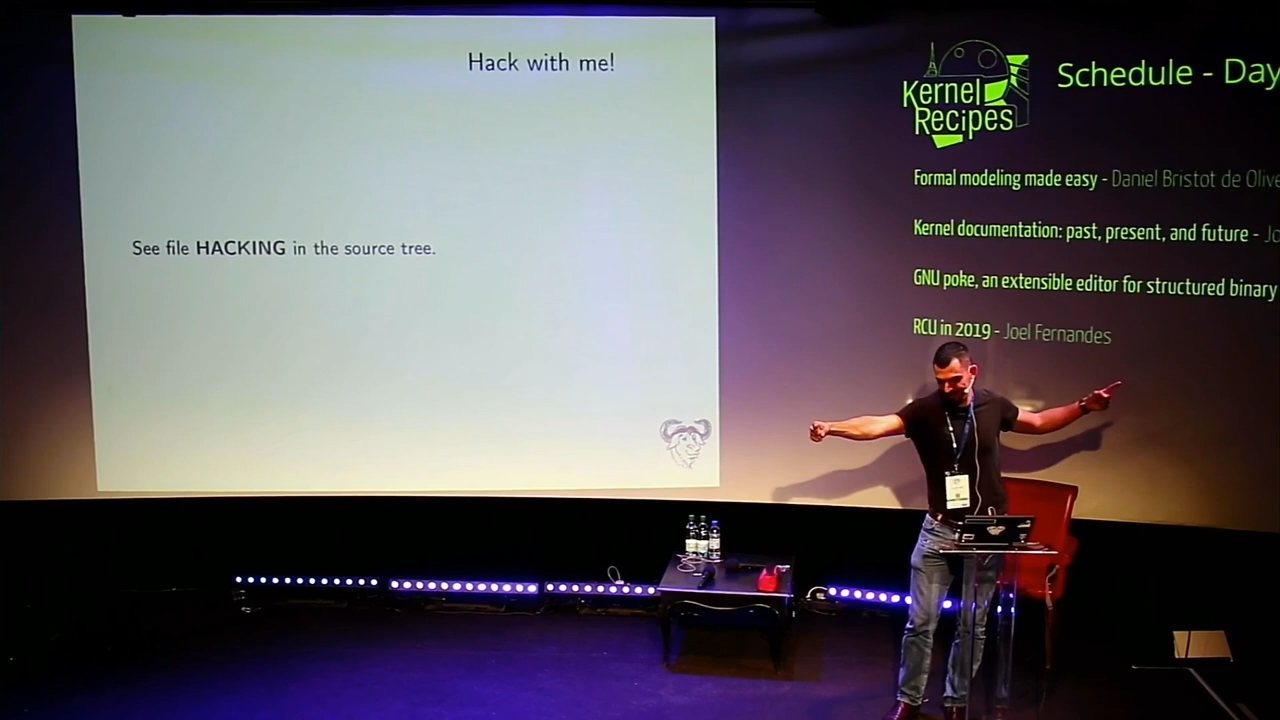 Hack with me!
See file HACKING in the source tree.
Kernel
Recipes
Schedule - Day
Formal modeling made easy - Daniel Bristot de Olive
Kernel documentation: past, present, and future - Jo
GNU poke, an extensible editor for structured binary
RCU in 2019 - Joel Fernandes